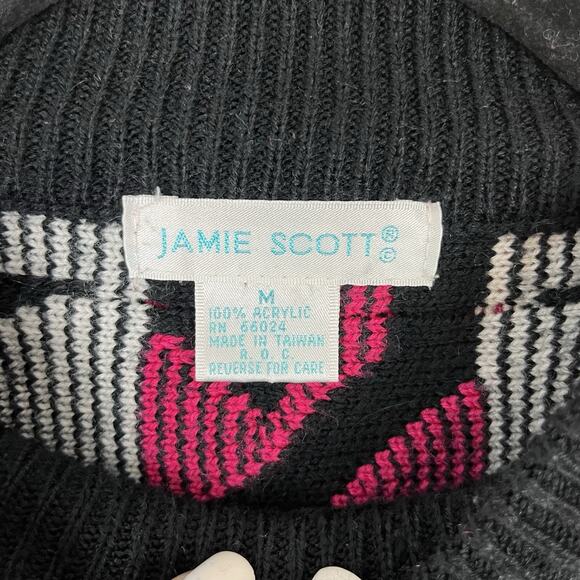 JAMIE SCOTT® ©
M
100% ACRYLIC
RN 66024
MADE IN TAIWAN
R. O. C.
REVERSE FOR CARE